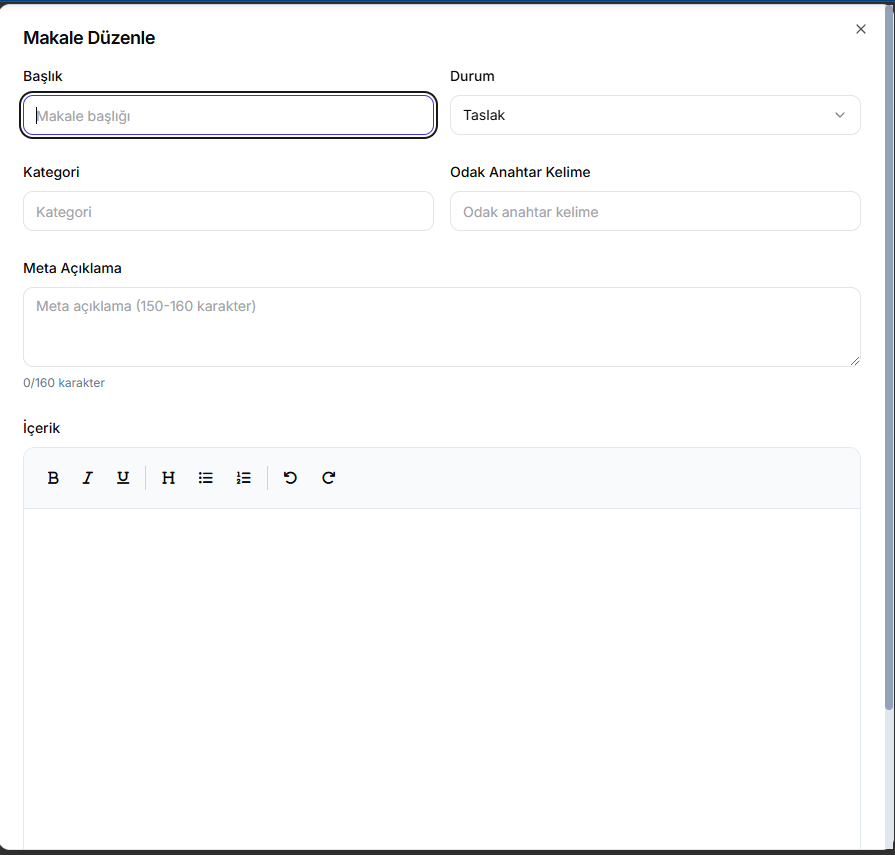 Makale Düzenle
Başlık
Makale başlığı
Durum
Taslak
Kategori
Kategori
Odak Anahtar Kelime
Odak anahtar kelime
Meta Açıklama
Meta açıklama (150-160 karakter)
0/160 karakter
İçerik
B I U H